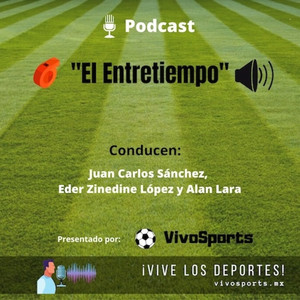 Podcast
"El Entretiempo"
Conducen:
Juan Carlos Sánchez,
Eder Zinedine López y Alan Lara
Presentado por:
VivoSports
¡VIVE LOS DEPORTES!
vivosports.mx